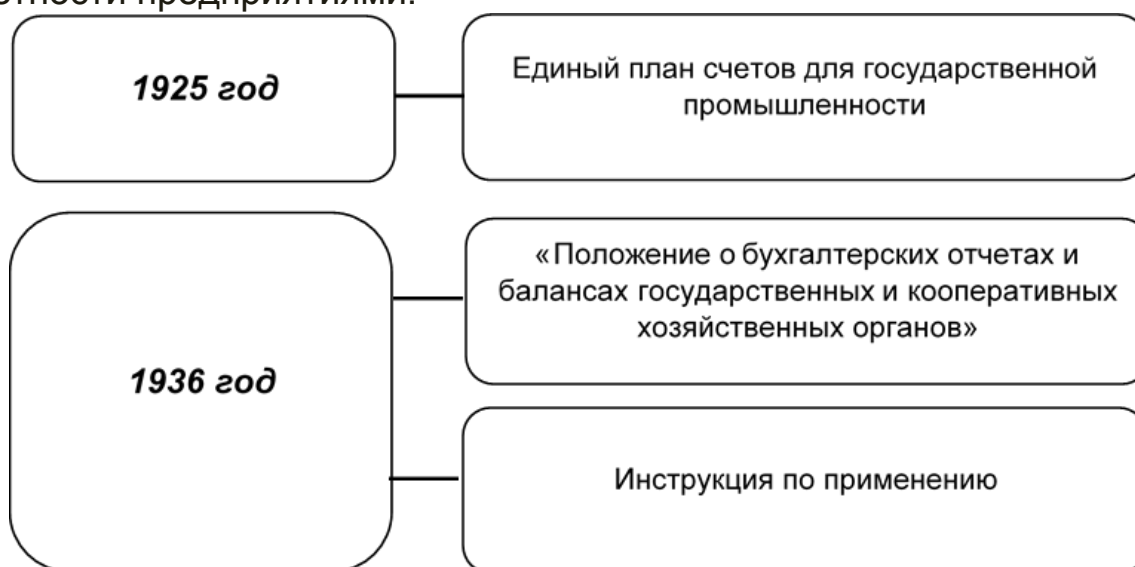 предприятиями.
1925 год
Единый план счетов для государственной
промышленности
«Положение о бухгалтерских отчетах и
балансах государственных и кооперативных
хозяйственных органов»
1936 год
Инструкция по применению